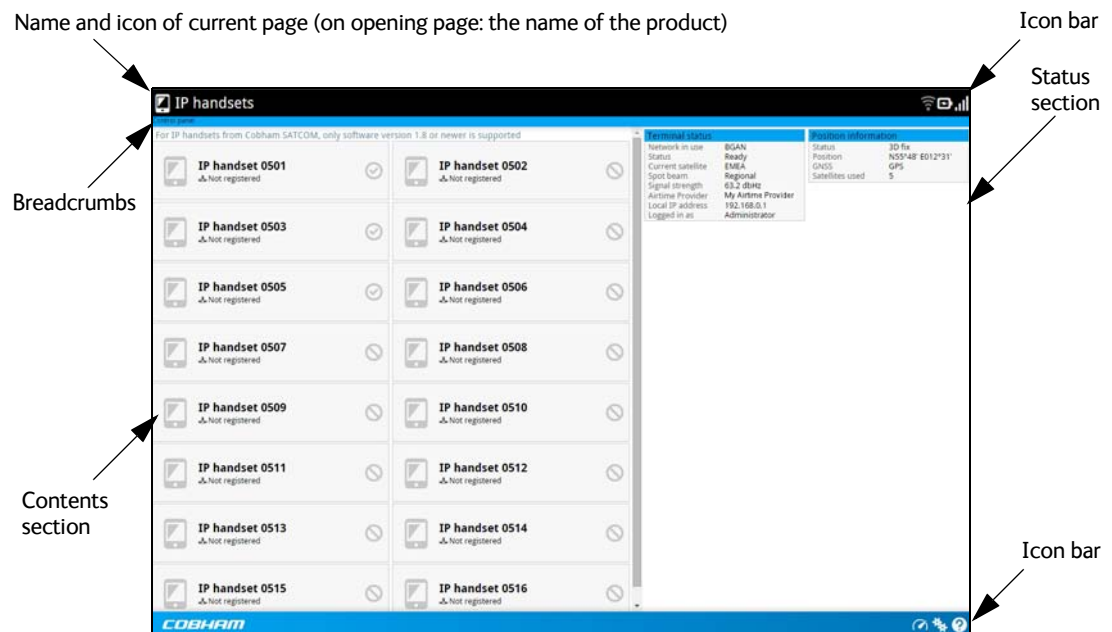 Name and icon of current page (on opening page: the name of the product)
Icon bar
Status
section
IP handsets
Control panel
For IP handsets from Cobham SATCOM, only software version 1.8 or newer is supported
Breadcrumbs
IP handset 0501
Not registered
IP handset 0502
Not registered
IP handset 0503
Not registered
IP handset 0504
Not registered
IP handset 0505
Not registered
IP handset 0506
Not registered
IP handset 0507
Not registered
IP handset 0508
Not registered
IP handset 0509
Not registered
IP handset 0510
Not registered
IP handset 0511
Not registered
IP handset 0512
Not registered
IP handset 0513
Not registered
IP handset 0514
Not registered
IP handset 0515
Not registered
IP handset 0516
Not registered
Contents
section
Terminal status
Network in use BGAN
Status Ready
Current satellite EMEA
Spot beam Regional
Signal strength 63.2 dbHz
Airtime Provider My Airtime Provider
Local IP address 192.168.0.1
Logged in as Administrator
Position information
Status 3D fix
Position N55°48' E012°31'
GNSS GPS
Satellites used 5
Icon bar
COBHAM